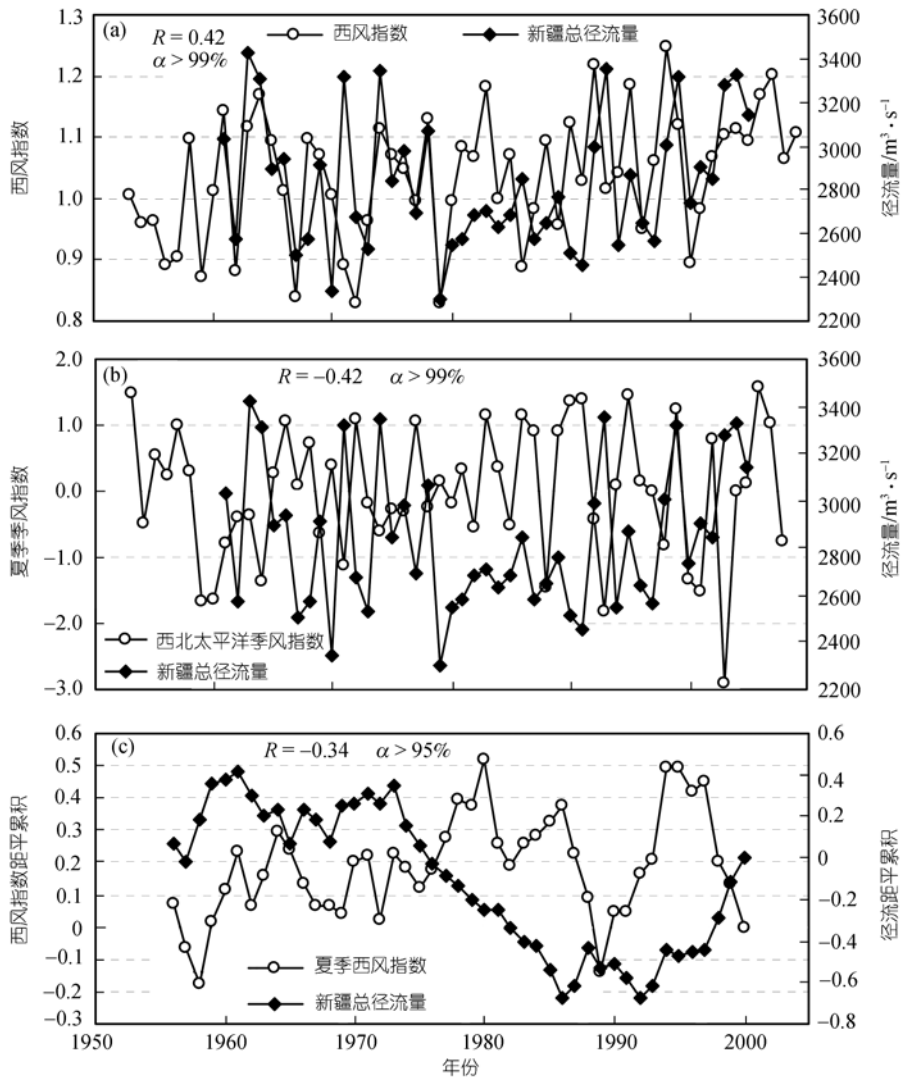 (a)
R = 0.42
α > 99%
西风指数
新疆总径流量
1.3
1.2
1.1
1.0
0.9
0.8
西风指数
3600
3400
3200
3000
2800
2600
2400
2200
径流量/m³·s⁻¹
1960
1970
1980
1990
2000
(b)
R = −0.42 α > 99%
2.0
1.0
0.0
−1.0
−2.0
−3.0
夏季季风指数
西北太平洋季风指数
新疆总径流量
3600
3400
3200
3000
2800
2600
2400
2200
径流量/m³·s⁻¹
(c)
R = −0.34 α > 95%
0.6
0.5
0.4
0.3
0.2
0.1
0
−0.1
−0.2
−0.3
西风指数距平累积
夏季西风指数
新疆总径流量
0.6
0.4
0.2
0
−0.2
−0.4
−0.6
−0.8
径流距平累积
1950
1960
1970
1980
1990
2000
年份